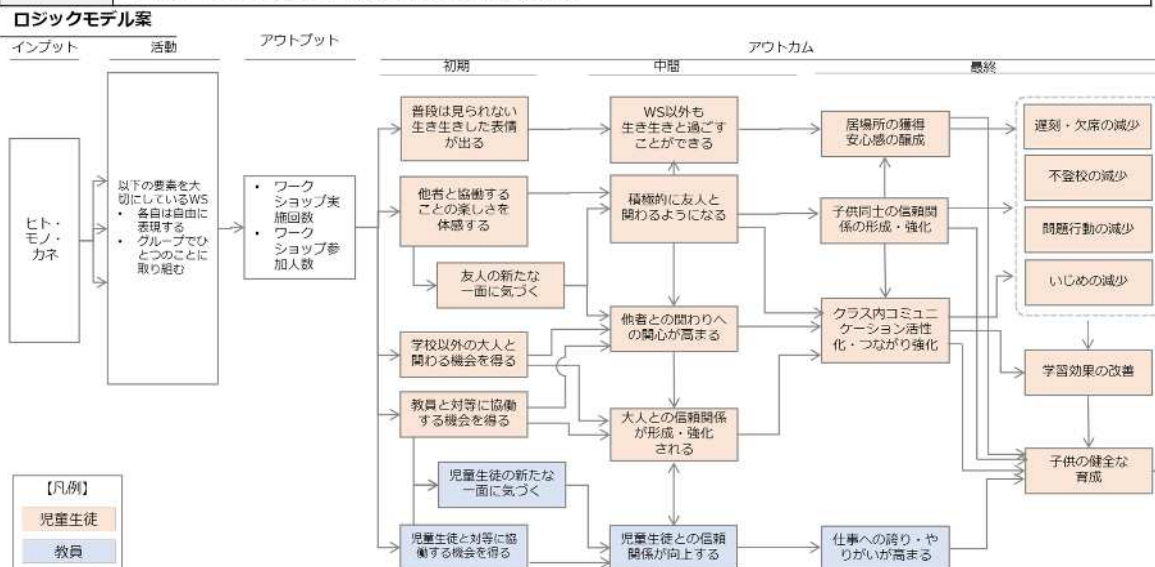 ロジックモデル案
インプット
活動
アウトプット
アウトカム
初期
中間
最終
ヒト・
モノ・
カネ
以下の要素を大
切にしているWS
• 各自は自由に
表現する
• グループでひ
とつのことに
取り組む
• ワーク
ショップ実
施回数
• ワーク
ショップ参
加人数
普段は見られない
生き生きした表情
が出る
他者と協働する
ことの楽しさを
体感する
友人の新たな
一面に気づく
学校以外の大人と
関わる機会を得る
教員と対等に協働
する機会を得る
児童生徒の新たな
一面に気づく
児童生徒と対等に協
働する機会を得る
WS以外も
生き生きと過ごす
ことができる
積極的に友人と
関わるようになる
他者との関わりへ
の関心が高まる
大人との信頼関係
が形成・強化
される
児童生徒との信頼
関係が向上する
居場所の獲得
安心感の醸成
子供同士の信頼関
係の形成・強化
クラス内コミュニ
ケーション活性
化・つながり強化
仕事への誇り・や
りがいが高まる
遅刻・欠席の減少
不登校の減少
問題行動の減少
いじめの減少
学習効果の改善
子供の健全な
育成
【凡例】
児童生徒
教員